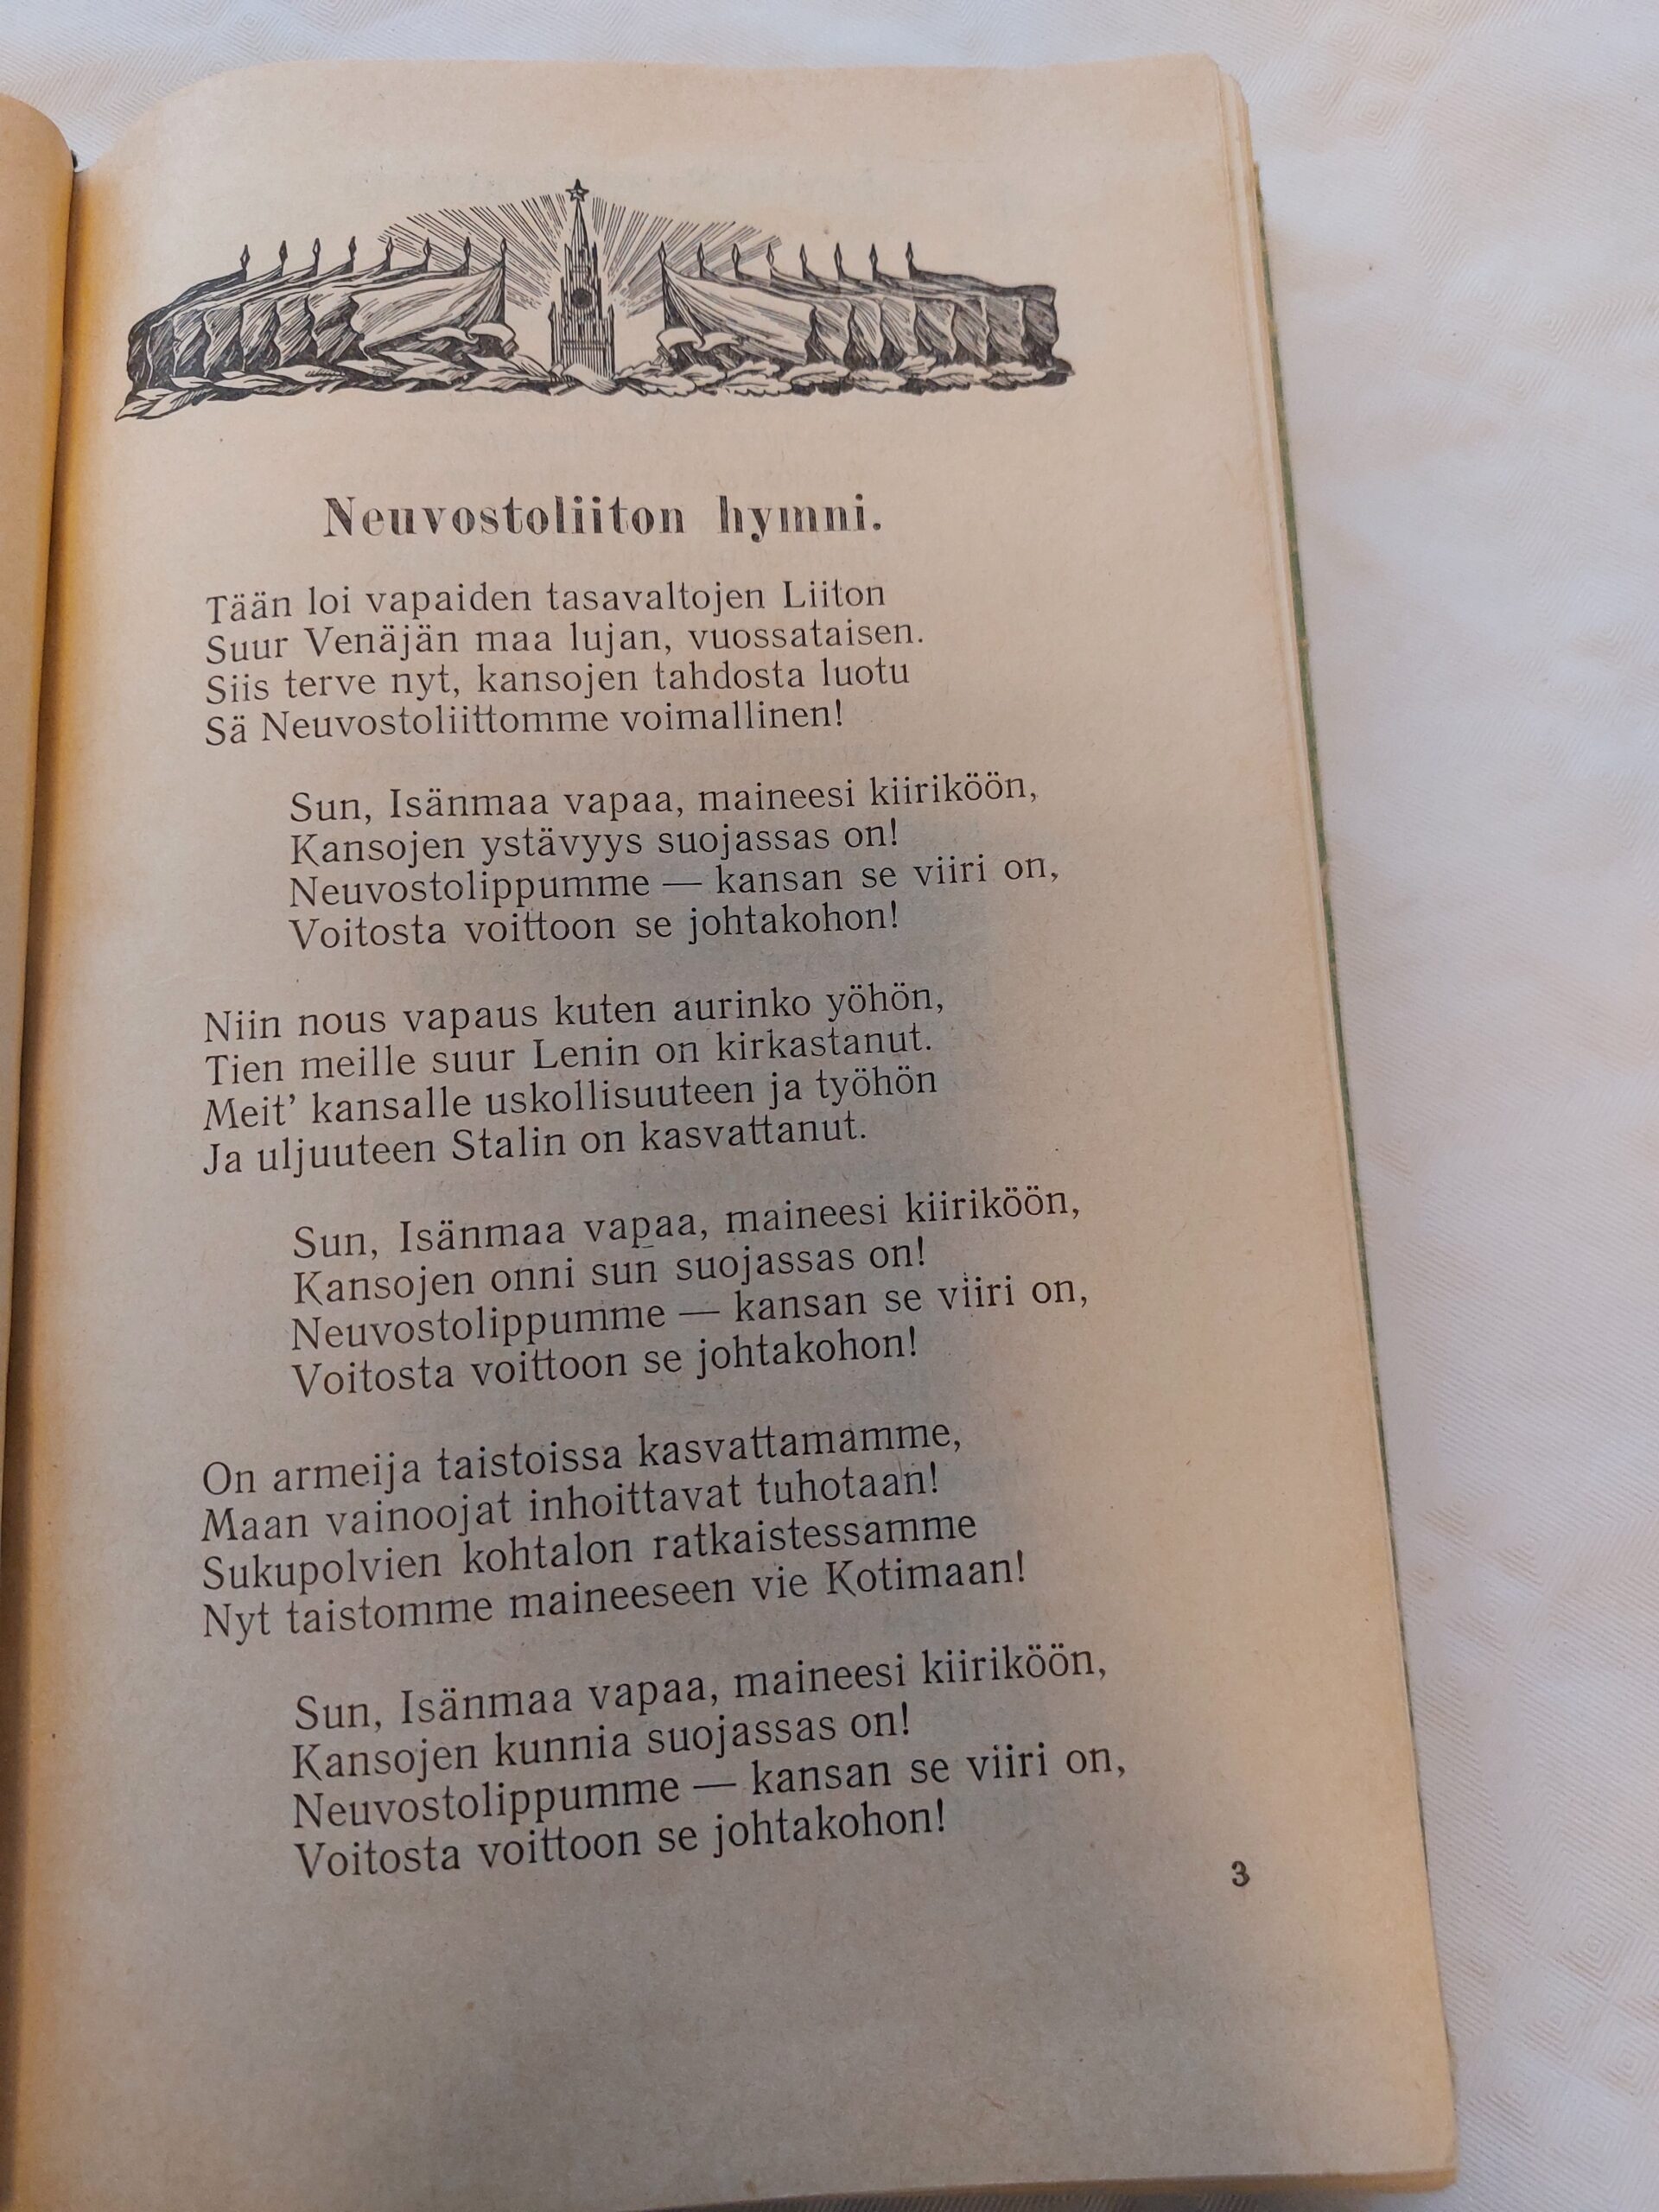 Neuvostoliiton hymni.
Tään loi vapaiden tasavaltojen Liiton
Suur Venäjän maa lujan, vuossataisen.
Siis terve nyt, kansojen tahdosta luotu
Sä Neuvostoliittomme voimallinen!
Sun, Isänmaa vapaa, maineesi kiiriköön,
Kansojen ystävyys suojassas on!
Neuvostolippumme — kansan se viiri on,
Voitosta voittoon se johtakohon!
Niin nous vapaus kuten aurinko yöhön,
Tien meille suur Lenin on kirkastanut.
Meit’ kansalle uskollisuuteen ja työhön
Ja uljuuteen Stalin on kasvattanut.
Sun, Isänmaa vapaa, maineesi kiiriköön,
Kansojen onni sun suojassas on!
Neuvostolippumme — kansan se viiri on,
Voitosta voittoon se johtakohon!
On armeija taistoissa kasvattamamme,
Maan vainoojat inhoittavat tuhotaan!
Sukupolvien kohtalon ratkaistessamme
Nyt taistomme maineeseen vie Kotimaan!
Sun, Isänmaa vapaa, maineesi kiiriköön,
Kansojen kunnia suojassas on!
Neuvostolippumme — kansan se viiri on,
Voitosta voittoon se johtakohon!
3